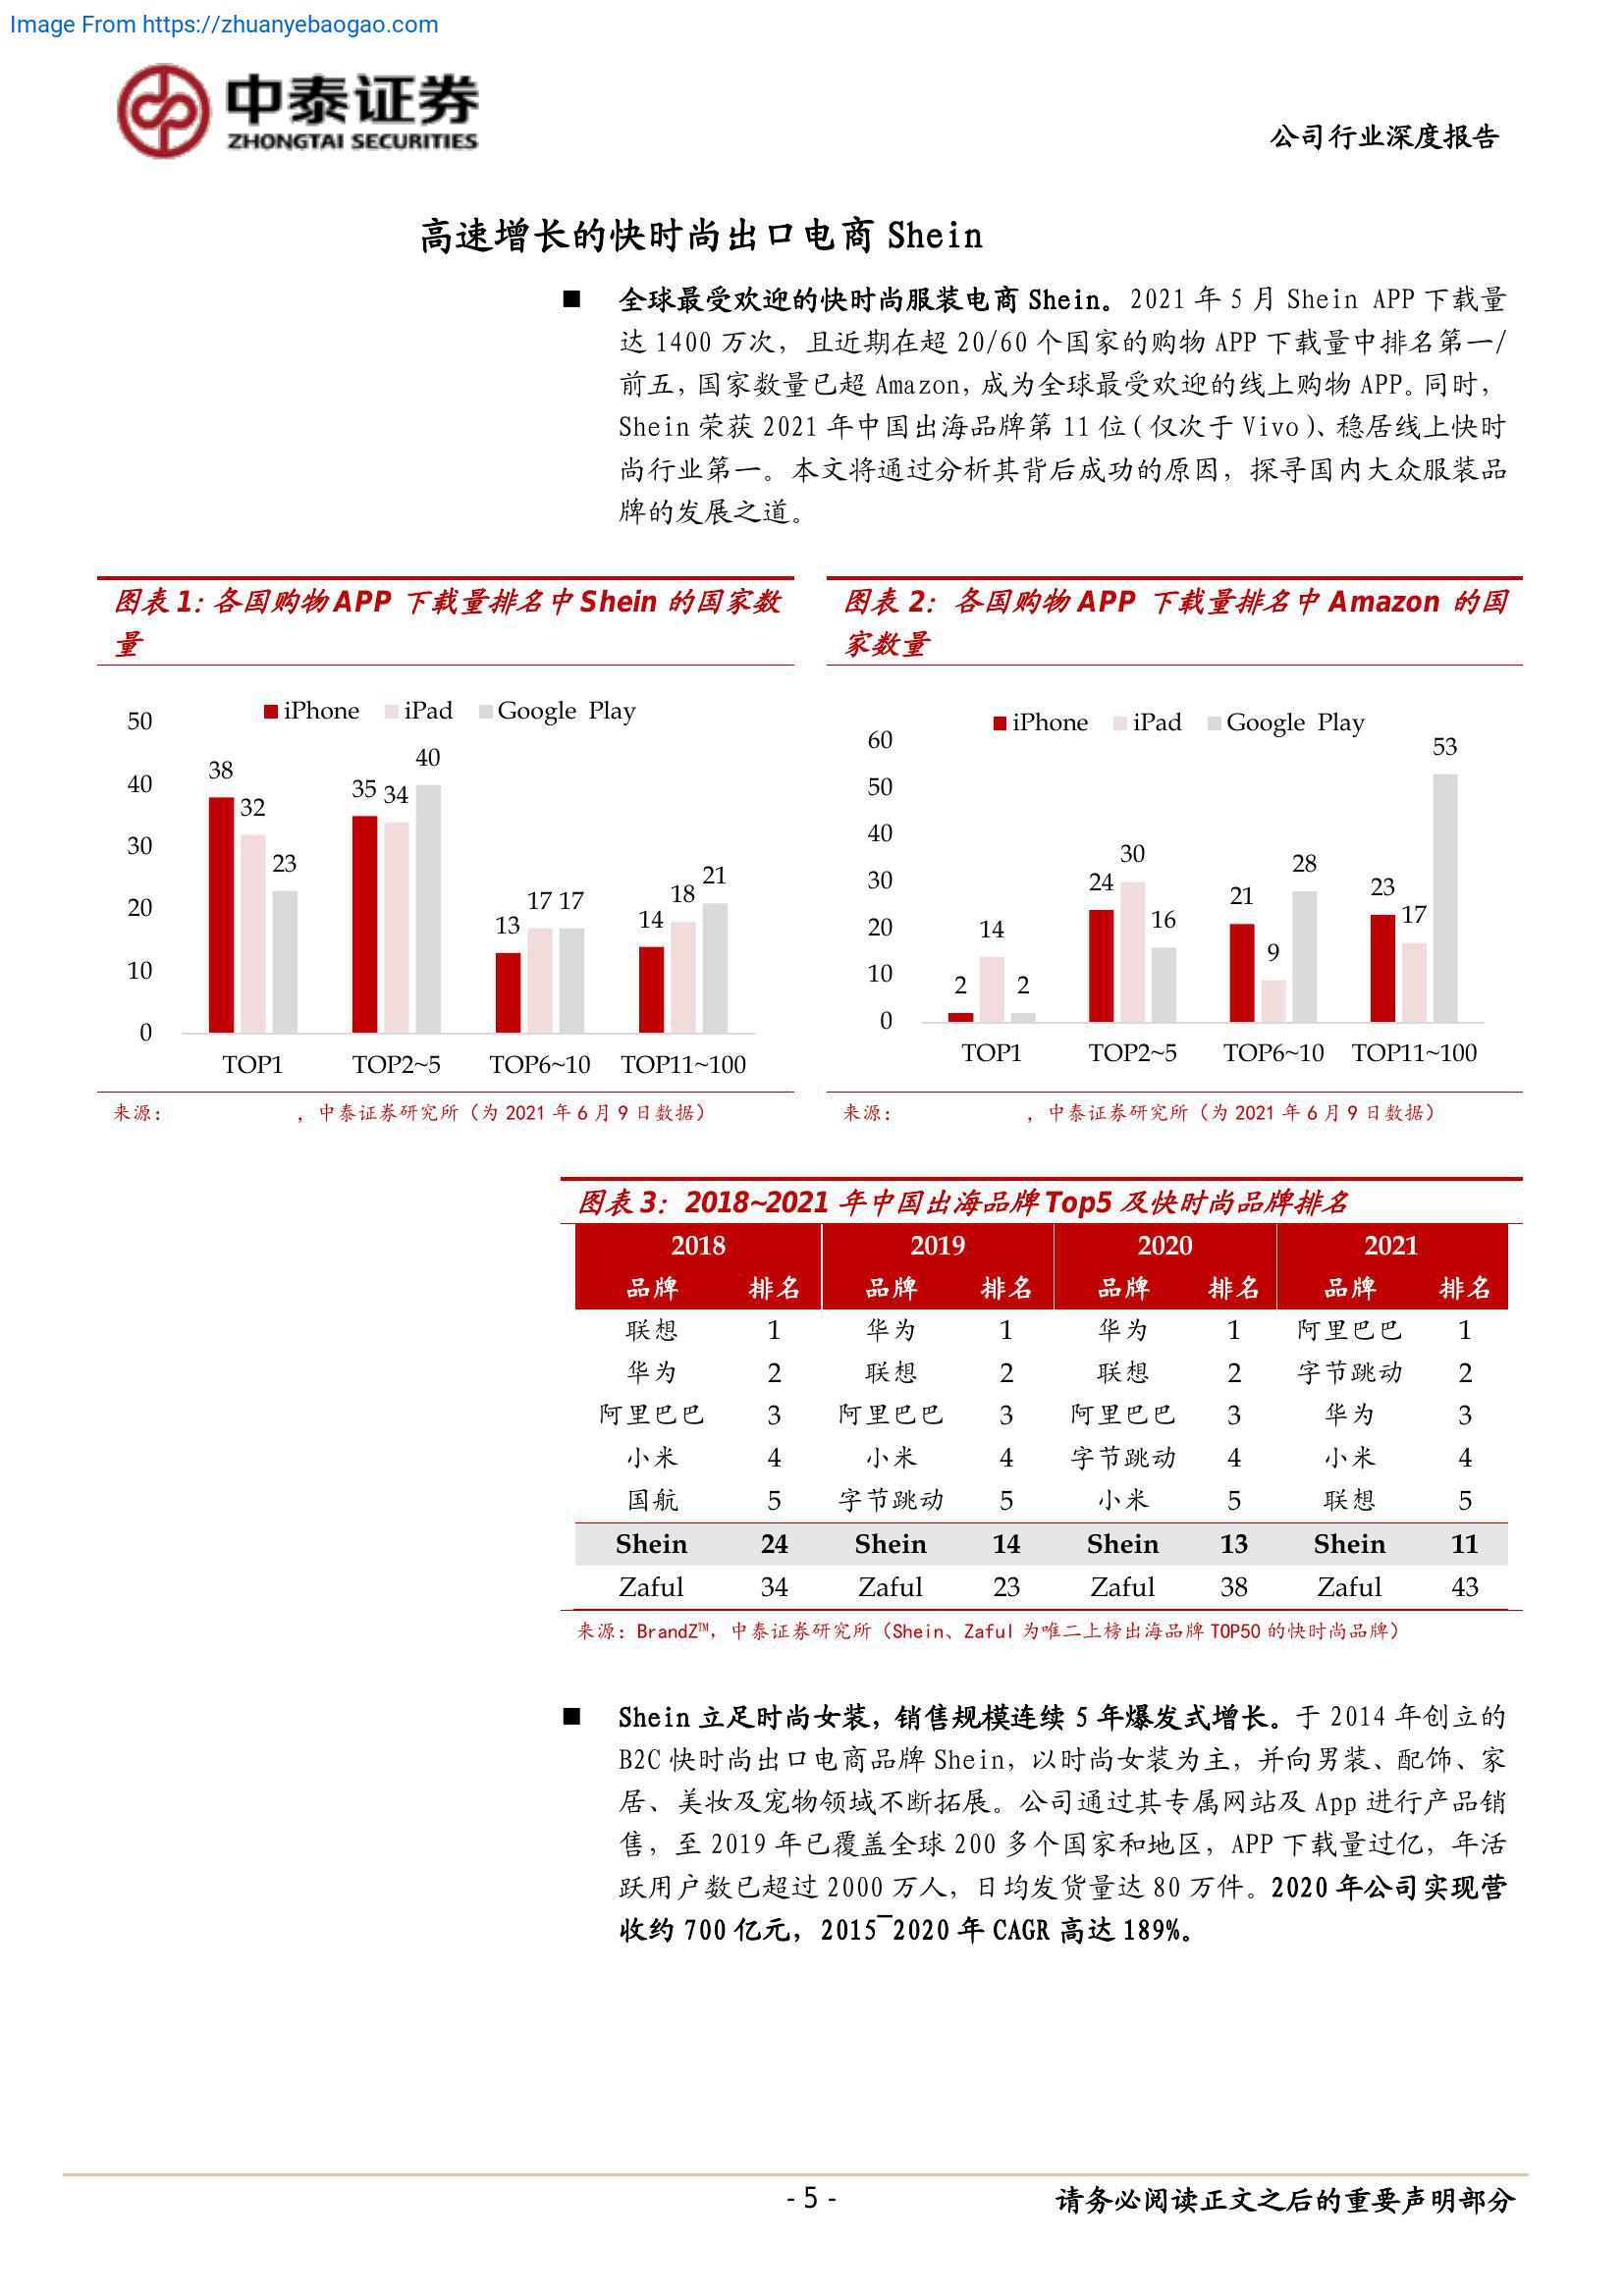 Image From https://zhuanyebaogao.com
中泰证券
ZHONGTAI SECURITIES
公司行业深度报告
高速增长的快时尚出口电商 Shein
■ 全球最受欢迎的快时尚服装电商 Shein。2021 年 5 月 Shein APP 下载量
达 1400 万次，且近期在超 20/60 个国家的购物 APP 下载量中排名第一/
前五，国家数量已超 Amazon，成为全球最受欢迎的线上购物 APP。同时，
Shein 荣获 2021 年中国出海品牌第 11 位（仅次于 Vivo）、稳居线上快时
尚行业第一。本文将通过分析其背后成功的原因，探寻国内大众服装品
牌的发展之道。
图表 1：各国购物 APP 下载量排名中 Shein 的国家数
量
iPhone iPad Google Play
50
40
30
20
10
0
38 32 23
35 34 40
13 17 17
14 18 21
TOP1 TOP2~5 TOP6~10 TOP11~100
来源： ，中泰证券研究所（为 2021 年 6 月 9 日数据）
图表 2：各国购物 APP 下载量排名中 Amazon 的国
家数量
iPhone iPad Google Play
60
50
40
30
20
10
0
2 14 2
24 30 16
21 9 28
23 17 53
TOP1 TOP2~5 TOP6~10 TOP11~100
来源： ，中泰证券研究所（为 2021 年 6 月 9 日数据）
图表 3：2018~2021 年中国出海品牌 Top5 及快时尚品牌排名
2018 2019 2020 2021
品牌 排名 品牌 排名 品牌 排名 品牌 排名
联想 1 华为 1 华为 1 阿里巴巴 1
华为 2 联想 2 联想 2 字节跳动 2
阿里巴巴 3 阿里巴巴 3 阿里巴巴 3 华为 3
小米 4 小米 4 字节跳动 4 小米 4
国航 5 字节跳动 5 小米 5 联想 5
Shein 24 Shein 14 Shein 13 Shein 11
Zaful 34 Zaful 23 Zaful 38 Zaful 43
来源：BrandZ™，中泰证券研究所（Shein、Zaful 为唯二上榜出海品牌 TOP50 的快时尚品牌）
■ Shein 立足时尚女装，销售规模连续 5 年爆发式增长。于 2014 年创立的
B2C 快时尚出口电商品牌 Shein，以时尚女装为主，并向男装、配饰、家
居、美妆及宠物领域不断拓展。公司通过其专属网站及 App 进行产品销
售，至 2019 年已覆盖全球 200 多个国家和地区，APP 下载量过亿，年活
跃用户数已超过 2000 万人，日均发货量达 80 万件。2020 年公司实现营
收约 700 亿元，2015‾2020 年 CAGR 高达 189%。
- 5 -
请务必阅读正文之后的重要声明部分